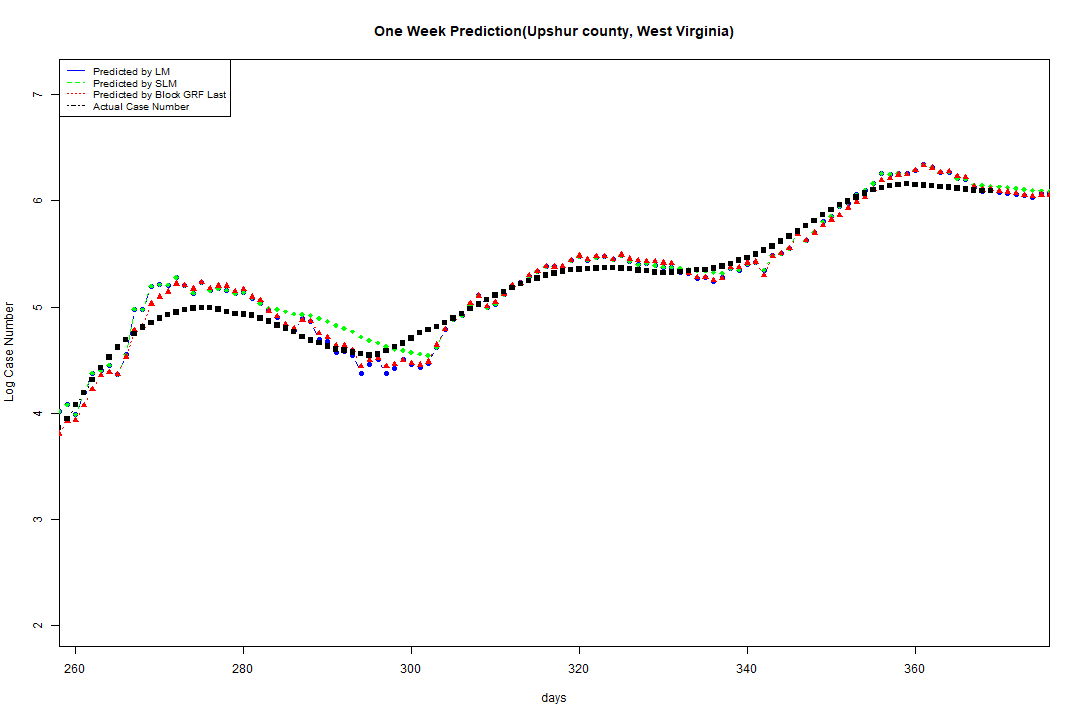 One Week Prediction(Upshur county, West Virginia)
Predicted by LM
Predicted by SLM
Predicted by Block GRF Last
Actual Case Number
7
6
5
4
3
2
Log Case Number
260 280 300 320 340 360
days